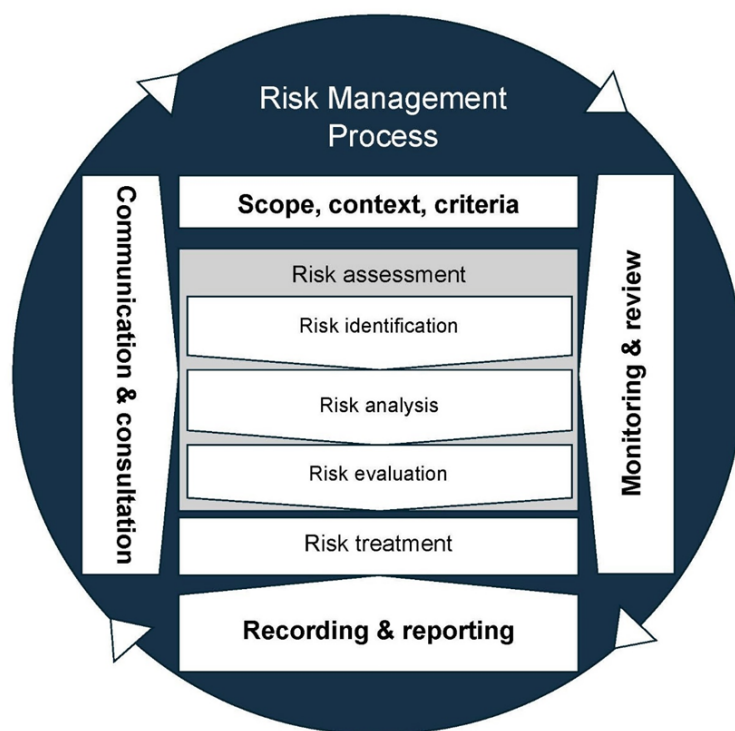 Risk Management
Process
Communication & consultation
Scope, context, criteria
Risk assessment
Risk identification
Risk analysis
Risk evaluation
Risk treatment
Monitoring & review
Recording & reporting